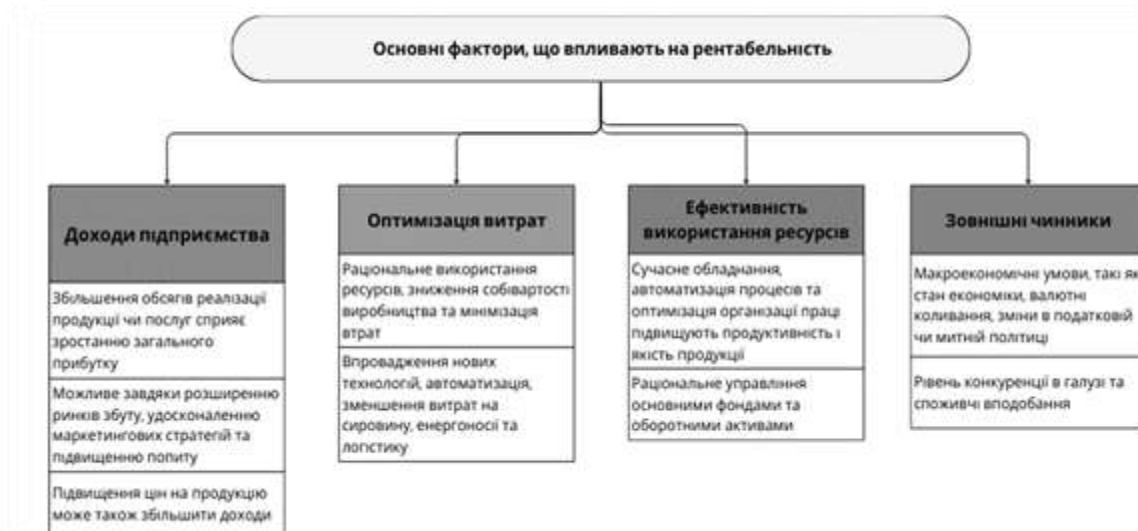 Основні фактори, що впливають на рентабельність
Доходи підприємства
Збільшення обсягів реалізації
продукції чи послуг сприяє
зростанню загального
прибутку
Можливе завдяки розширенню
ринків збуту, удосконаленню
маркетингових стратегій та
підвищенню попиту
Підвищення цін на продукцію
може також збільшити доходи
Оптимізація витрат
Раціональне використання
ресурсів, зниження собівартості
виробництва та мінімізація
втрат
Впровадження нових
технологій, автоматизація,
зменшення витрат на
сировину, енергоносії та
логістику
Ефективність
використання ресурсів
Сучасне обладнання,
автоматизація процесів та
оптимізація організації праці
підвищують продуктивність і
якість продукції
Раціональне управління
основними фондами та
оборотними активами
Зовнішні чинники
Макроекономічні умови, такі як
стан економіки, валютні
коливання, зміни в податковій
чи митній політиці
Рівень конкуренції в галузі та
споживчі вподобання